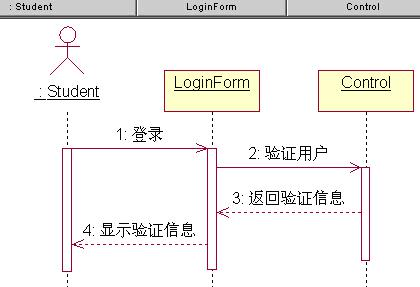 : Student
LoginForm
Control
: Student
LoginForm
Control
1: 登录
2: 验证用户
3: 返回验证信息
4: 显示验证信息